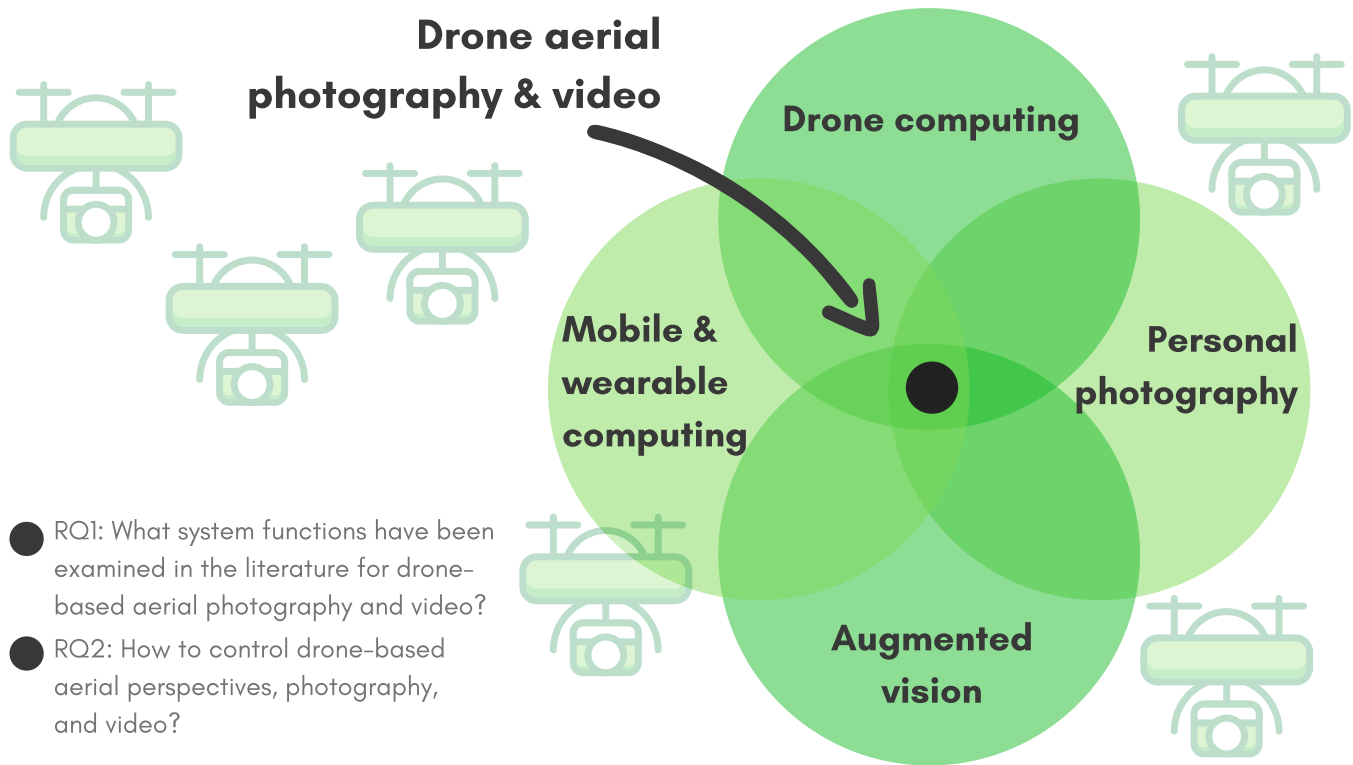 Drone aerial
photography & video
Drone computing
Mobile &
wearable
computing
Personal
photography
Augmented
vision
RQ1: What system functions have been
examined in the literature for drone-
based aerial photography and video?
RQ2: How to control drone-based
aerial perspectives, photography,
and video?